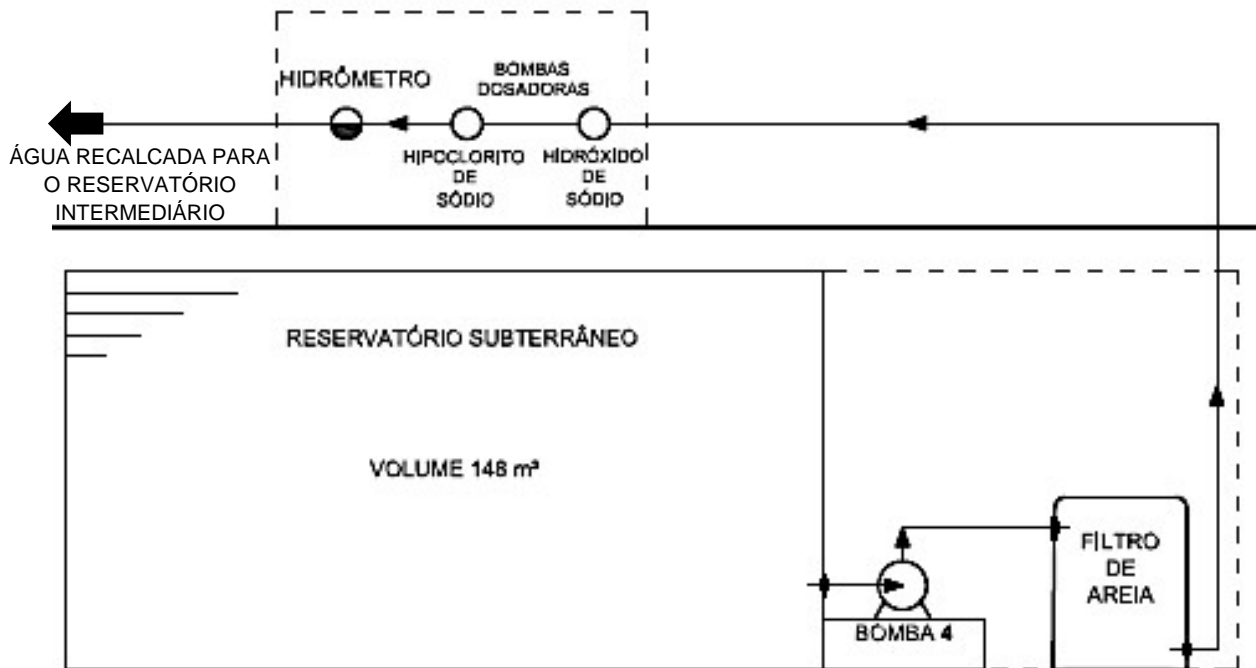 HIDRÔMETRO
BOMBAS
DOSADORAS
HIPOCLORITO
DE
SÓDIO
HIDRÓXIDO
DE
SÓDIO
ÁGUA RECALCADA PARA
O RESERVATÓRIO
INTERMEDIÁRIO
RESERVATÓRIO SUBTERRÂNEO
VOLUME 148 m³
BOMBA 4
FILTRO
DE
AREIA